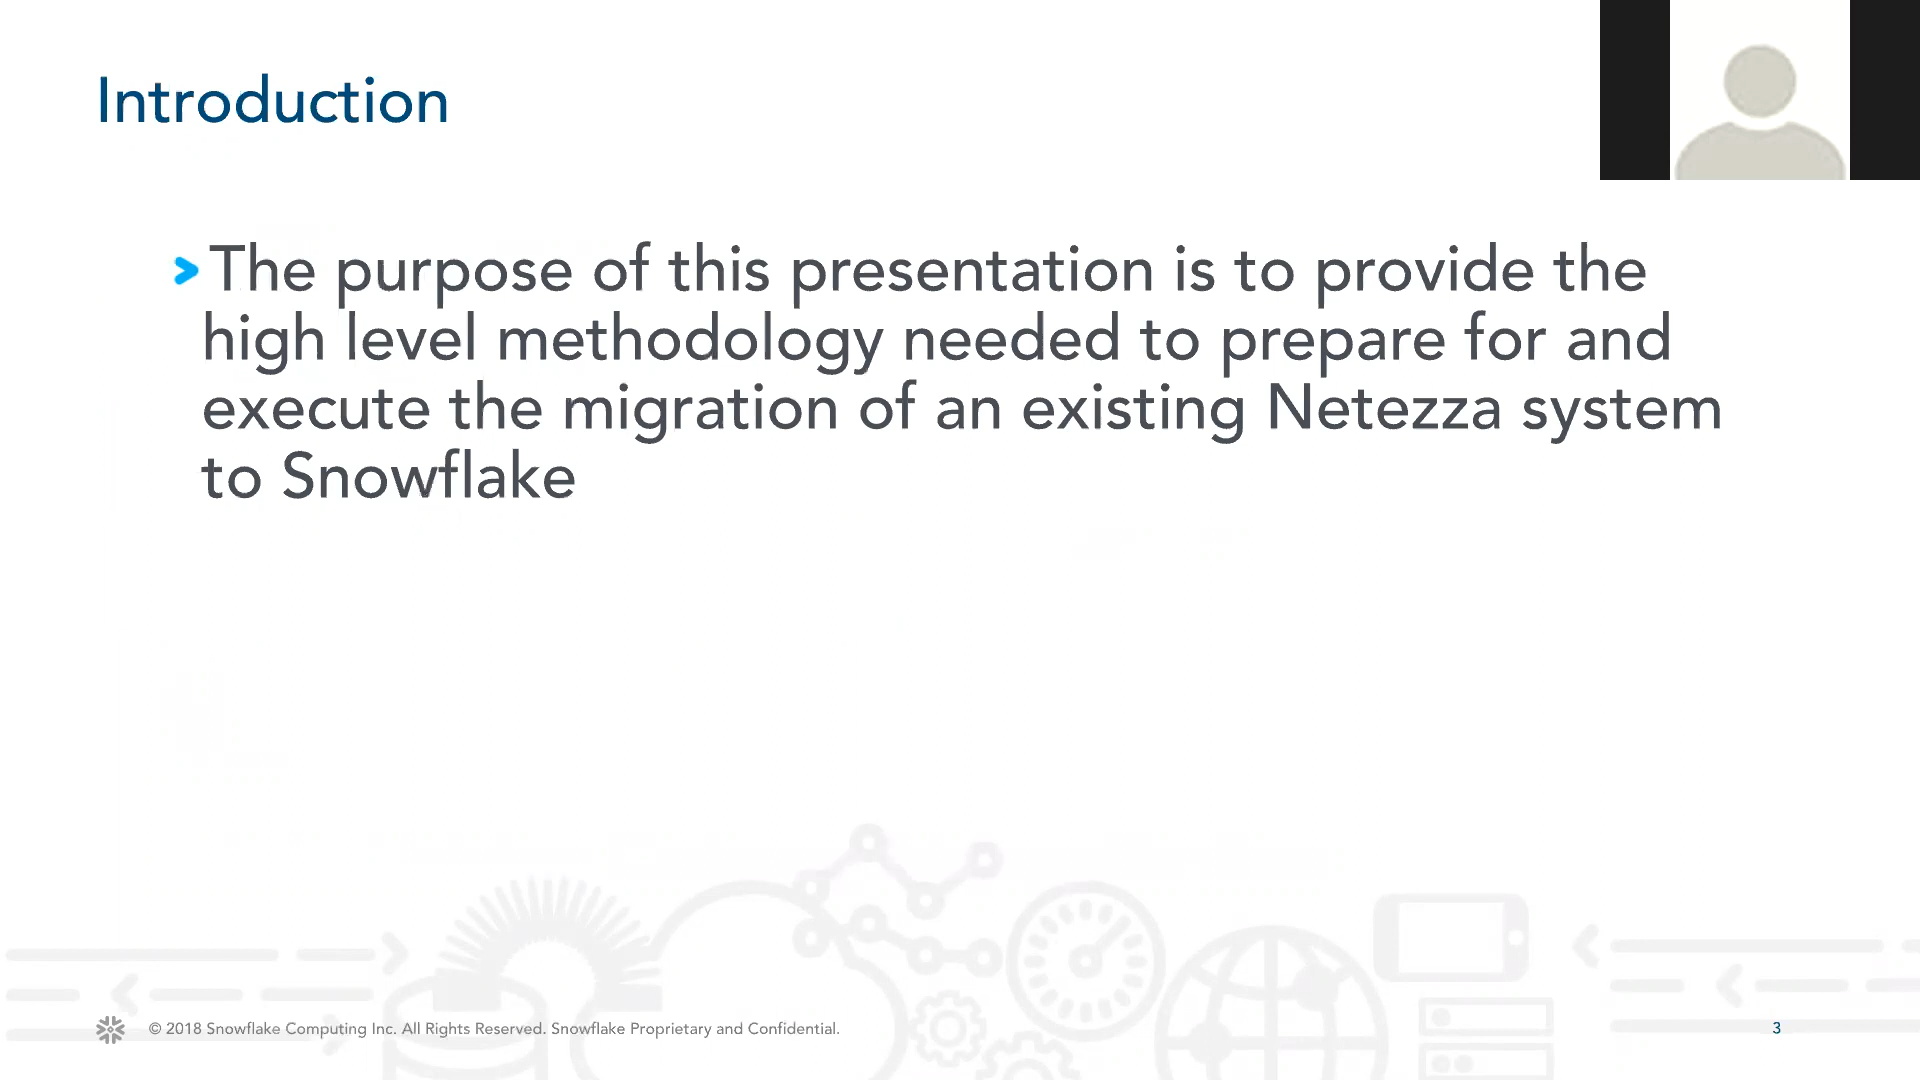 Introduction
The purpose of this presentation is to provide the
high level methodology needed to prepare for and
execute the migration of an existing Netezza system
to Snowflake
© 2018 Snowflake Computing Inc. All Rights Reserved. Snowflake Proprietary and Confidential.
3